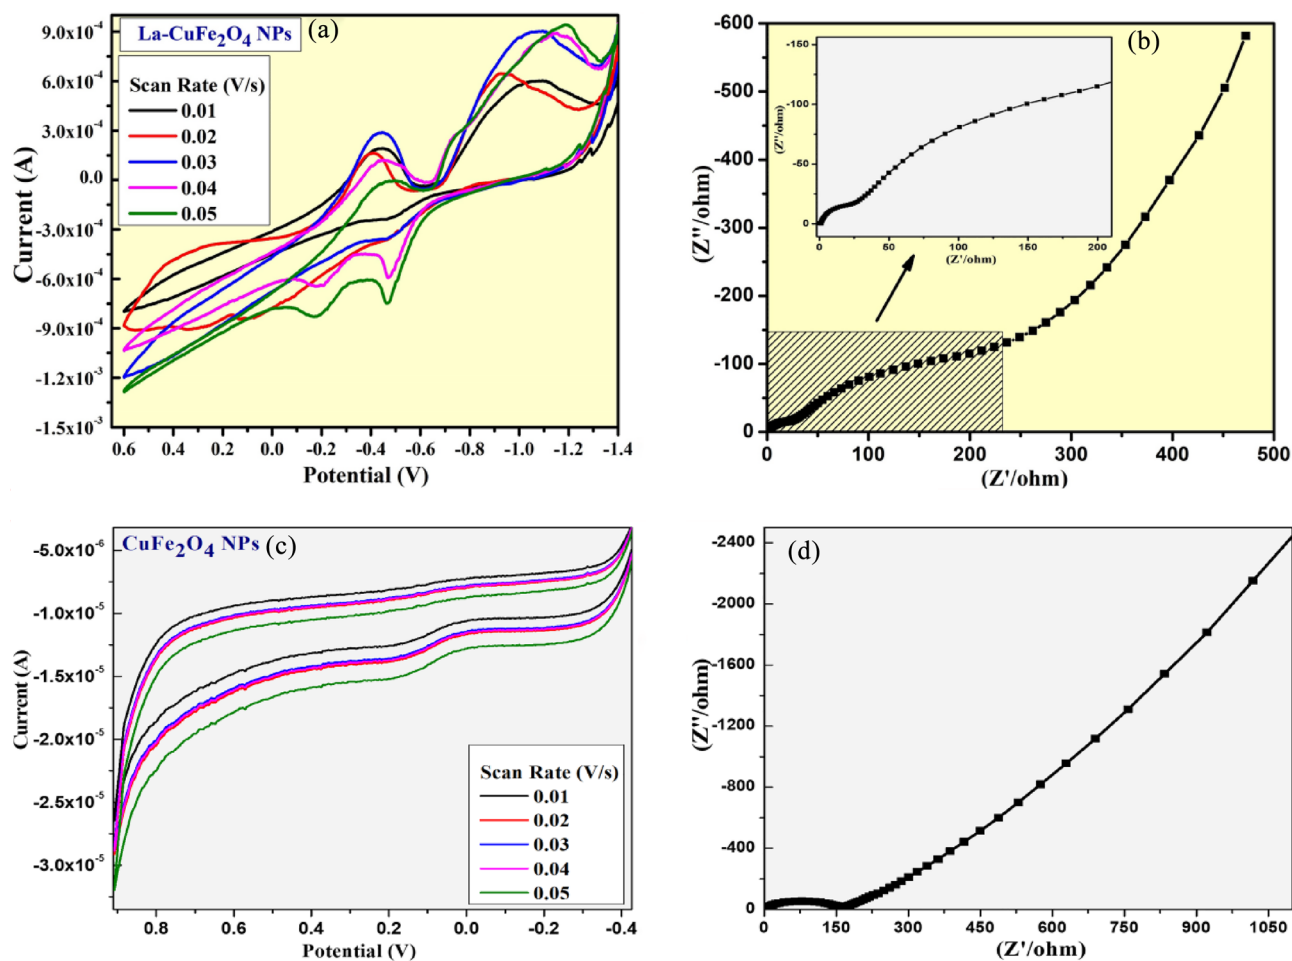 La-CuFe₂O₄ NPs
(a)
Scan Rate (V/s)
0.01
0.02
0.03
0.04
0.05
9.0x10⁻⁴
6.0x10⁻⁴
3.0x10⁻⁴
0.0
-3.0x10⁻⁴
-6.0x10⁻⁴
-9.0x10⁻⁴
-1.2x10⁻³
-1.5x10⁻³
Current (A)
0.6 0.4 0.2 0.0 -0.2 -0.4 -0.6 -0.8 -1.0 -1.2 -1.4
Potential (V)
(b)
-600
-500
-400
-300
-200
-100
0
(Z''/ohm)
0 100 200 300 400 500
(Z'/ohm)
-150
-100
-50
0
(Z''/ohm)
0 50 100 150 200
(Z'/ohm)
CuFe₂O₄ NPs
(c)
-5.0x10⁻⁶
-1.0x10⁻⁵
-1.5x10⁻⁵
-2.0x10⁻⁵
-2.5x10⁻⁵
-3.0x10⁻⁵
Current (A)
Scan Rate (V/s)
0.01
0.02
0.03
0.04
0.05
0.8 0.6 0.4 0.2 0.0 -0.2 -0.4
Potential (V)
(d)
-2400
-2000
-1600
-1200
-800
-400
0
(Z''/ohm)
0 150 300 450 600 750 900 1050
(Z'/ohm)